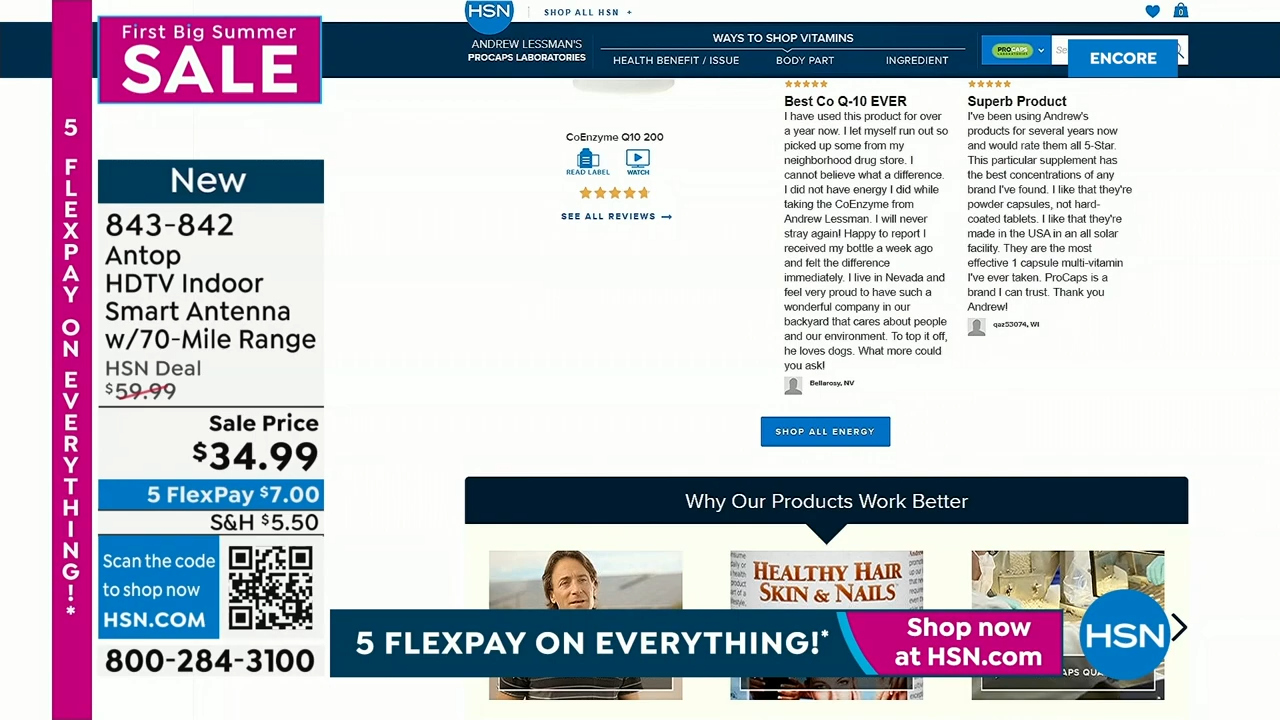 First Big Summer
SALE
5 FLEXPAY ON EVERYTHING!*
New
843-842
Antop
HDTV Indoor
Smart Antenna
w/70-Mile Range
HSN Deal
$59.99
Sale Price
$34.99
5 FlexPay $7.00
S&H $5.50
Scan the code
to shop now
HSN.COM
800-284-3100
HSN
SHOP ALL HSN +
0
ANDREW LESSMAN'S
PROCAPS LABORATORIES
WAYS TO SHOP VITAMINS
HEALTH BENEFIT / ISSUE
BODY PART
INGREDIENT
PROCAPS
LABORATORIES
ENCORE
CoEnzyme Q10 200
READ LABEL
WATCH
SEE ALL REVIEWS →
Best Co Q-10 EVER
I have used this product for over
a year now. I let myself run out so
picked up some from my
neighborhood drug store. I
cannot believe what a difference.
I did not have energy I did while
taking the CoEnzyme from
Andrew Lessman. I will never
stray again! Happy to report I
received my bottle a week ago
and felt the difference
immediately. I live in Nevada and
feel very proud to have such a
wonderful company in our
backyard that cares about people
and our environment. To top it off,
he loves dogs. What more could
you ask!
Bellarosy, NV
Superb Product
I've been using Andrew's
products for several years now
and would rate them all 5-Star.
This particular supplement has
the best concentrations of any
brand I've found. I like that they're
powder capsules, not hard-
coated tablets. I like that they're
made in the USA in an all solar
facility. They are the most
effective 1 capsule multi-vitamin
I've ever taken. ProCaps is a
brand I can trust. Thank you
Andrew!
qaz53074, WI
SHOP ALL ENERGY
Why Our Products Work Better
HEALTHY HAIR
SKIN & NAILS
5 FLEXPAY ON EVERYTHING!*
Shop now
at HSN.com
HSN